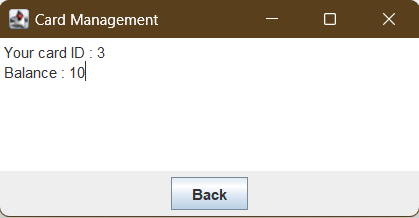 Card Management
Your card ID : 3
Balance : 10
Back